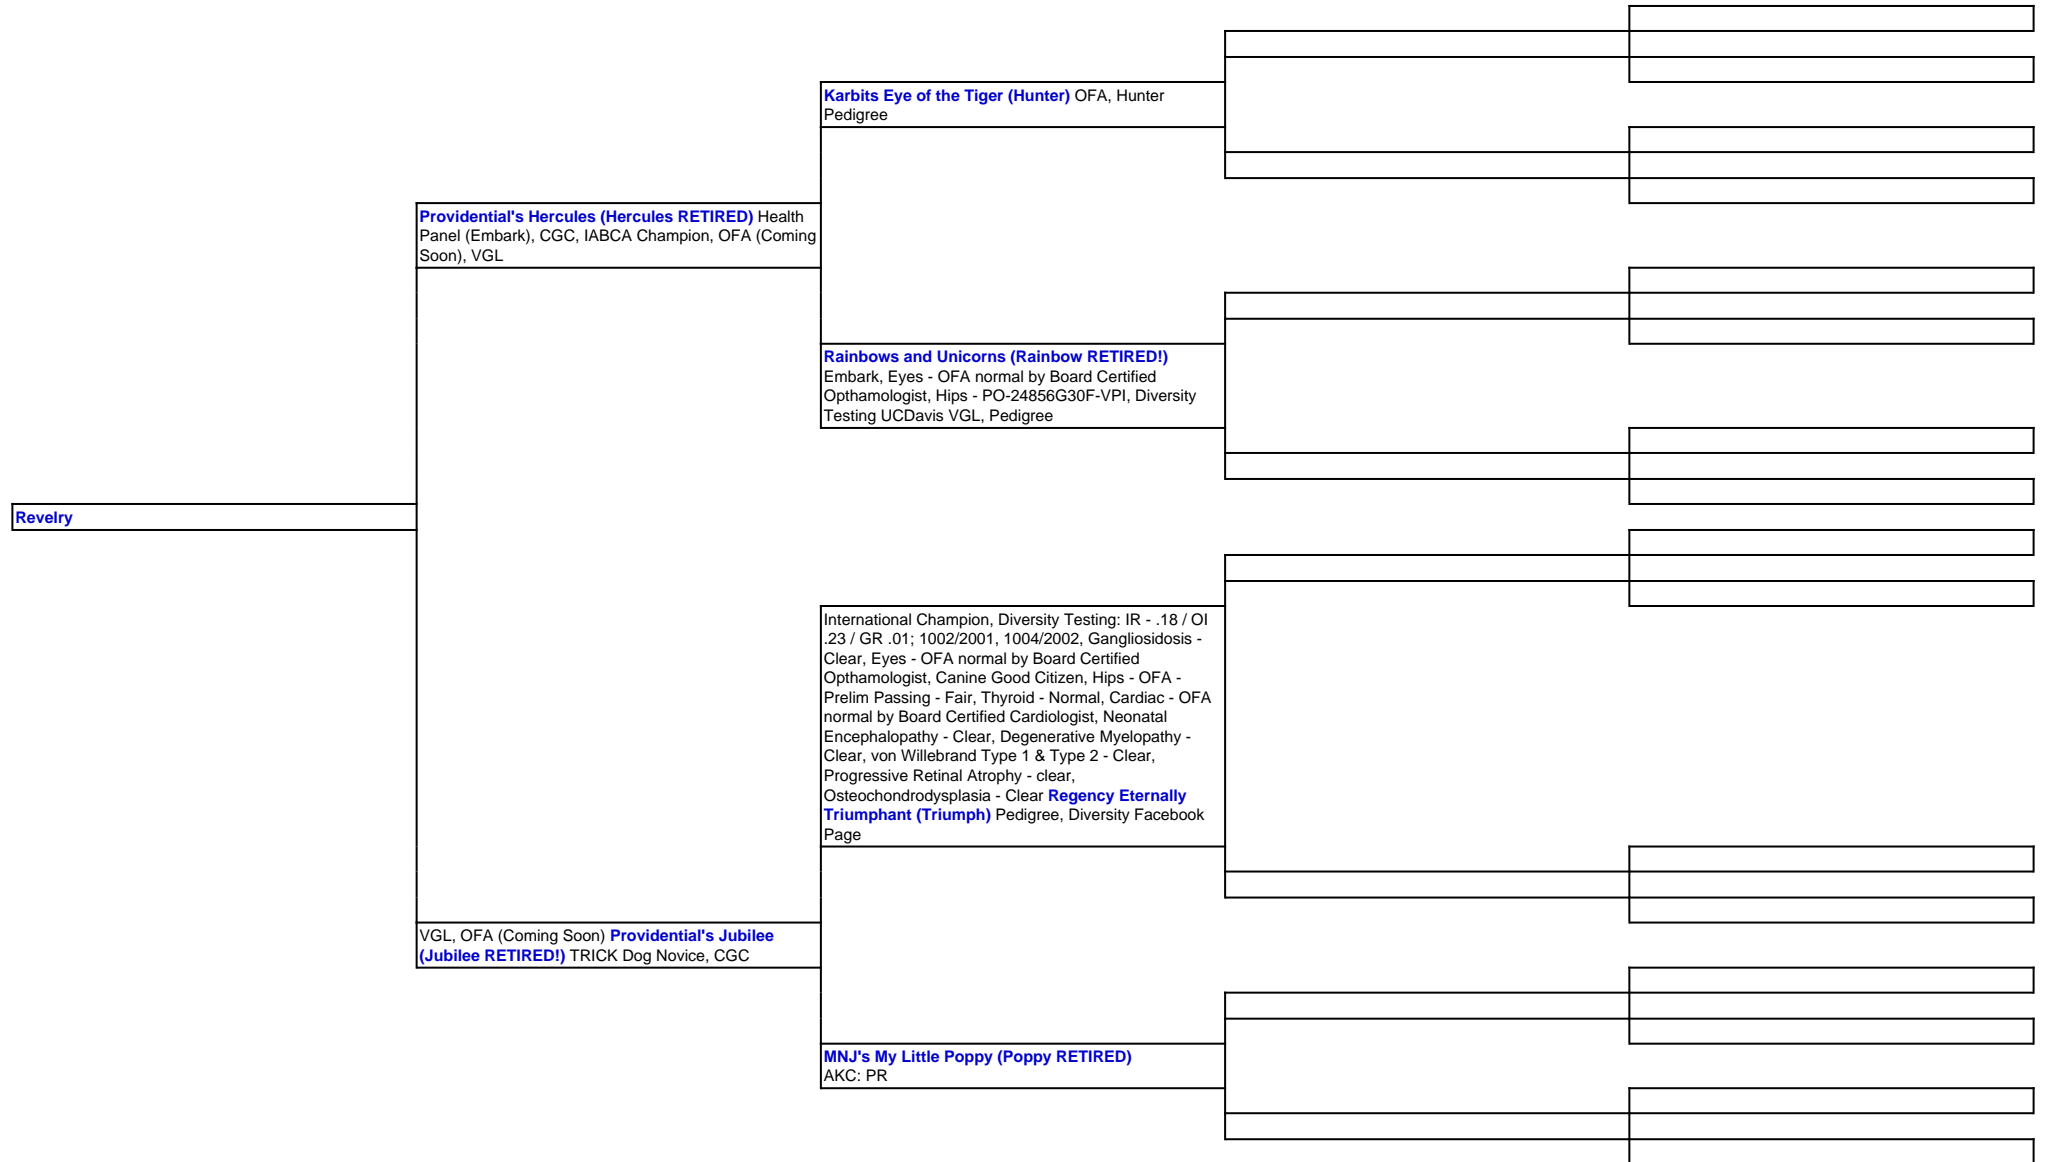 Karbits Eye of the Tiger (Hunter) OFA, Hunter
Pedigree
Providential's Hercules (Hercules RETIRED) Health
Panel (Embark), CGC, IABCA Champion, OFA (Coming
Soon), VGL
Rainbows and Unicorns (Rainbow RETIRED!)
Embark, Eyes - OFA normal by Board Certified
Opthamologist, Hips - PO-24856G30F-VPI, Diversity
Testing UCDavis VGL, Pedigree
Revelry
International Champion, Diversity Testing: IR - .18 / OI
.23 / GR .01; 1002/2001, 1004/2002, Gangliosidosis -
Clear, Eyes - OFA normal by Board Certified
Opthamologist, Canine Good Citizen, Hips - OFA -
Prelim Passing - Fair, Thyroid - Normal, Cardiac - OFA
normal by Board Certified Cardiologist, Neonatal
Encephalopathy - Clear, Degenerative Myelopathy -
Clear, von Willebrand Type 1 & Type 2 - Clear,
Progressive Retinal Atrophy - clear,
Osteochondrodysplasia - Clear Regency Eternally
Triumphant (Triumph) Pedigree, Diversity Facebook
Page
VGL, OFA (Coming Soon) Providential's Jubilee
(Jubilee RETIRED!) TRICK Dog Novice, CGC
MNJ's My Little Poppy (Poppy RETIRED)
AKC: PR